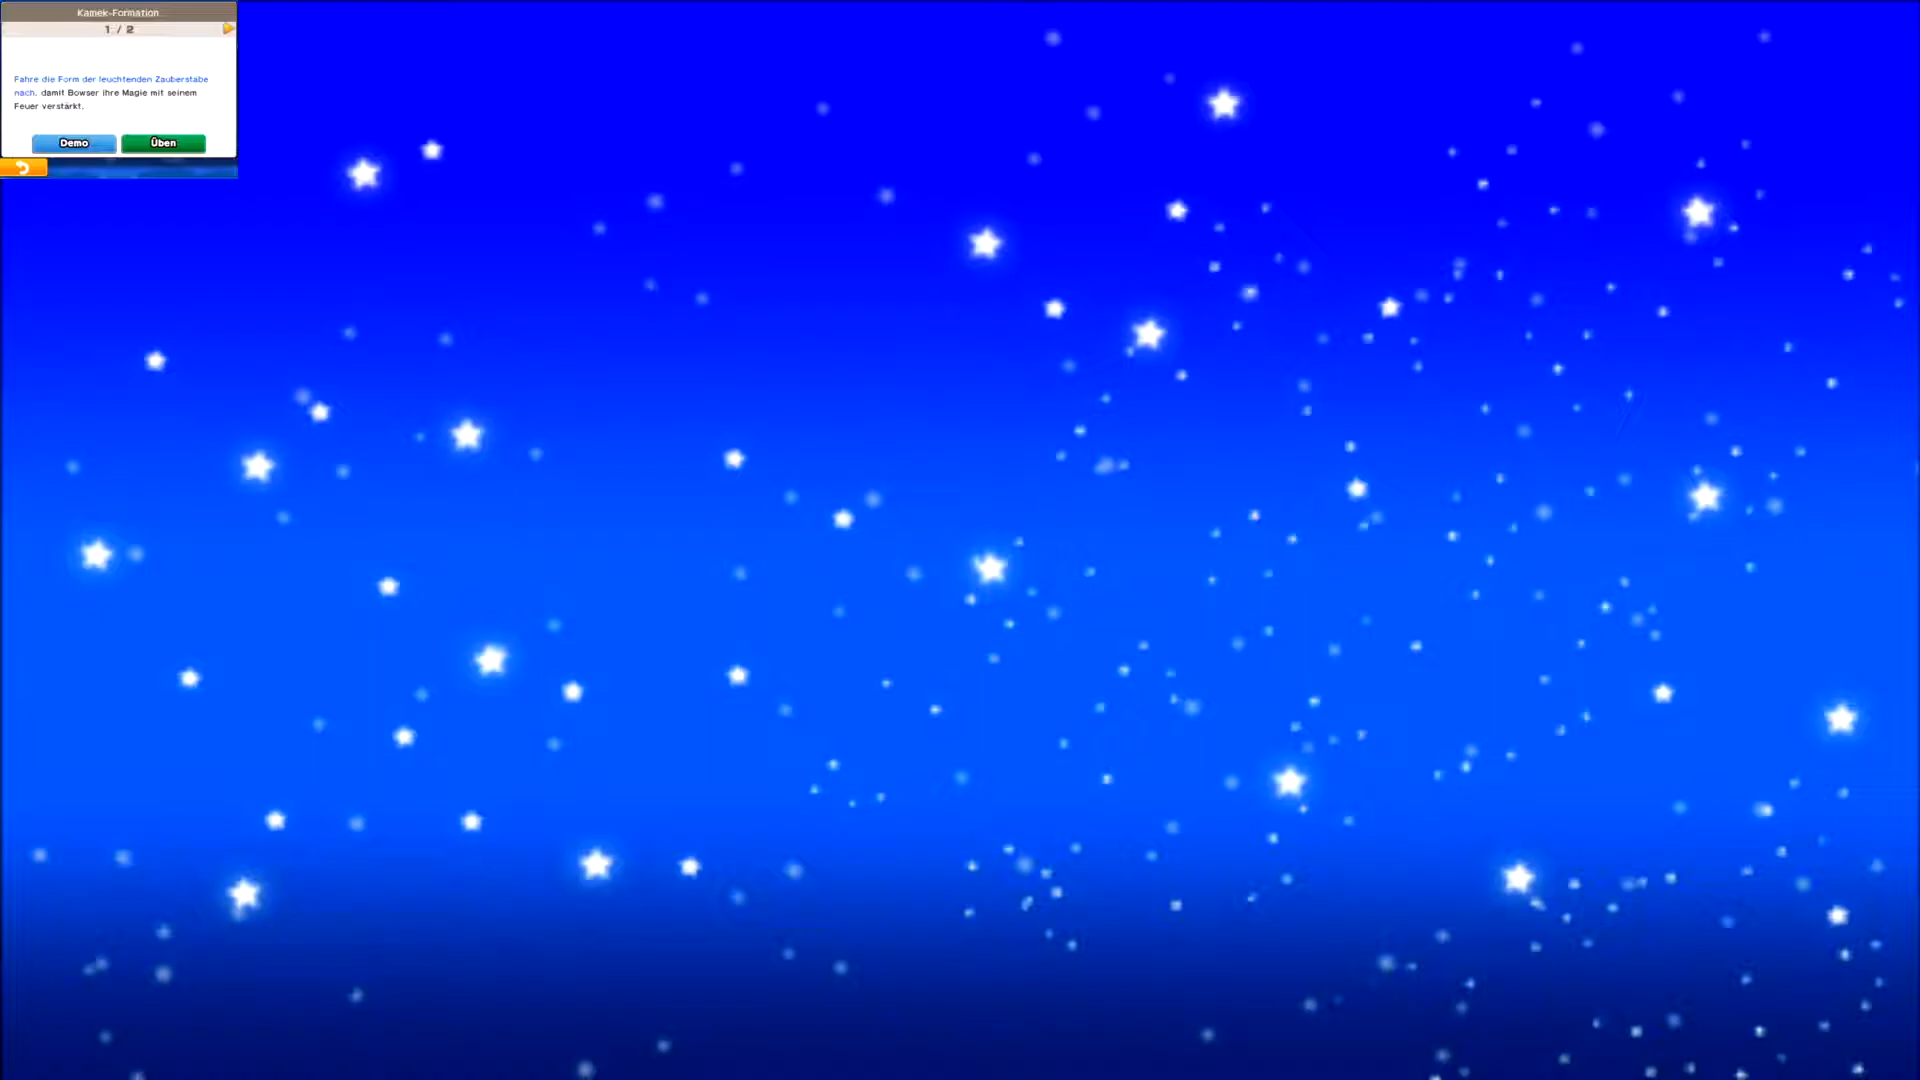 Kamek-Formation
1 / 2
Fahre die Form der leuchtenden Zauberstäbe
nach, damit Bowser ihre Magie mit seinem
Feuer verstärkt.
Demo
Üben